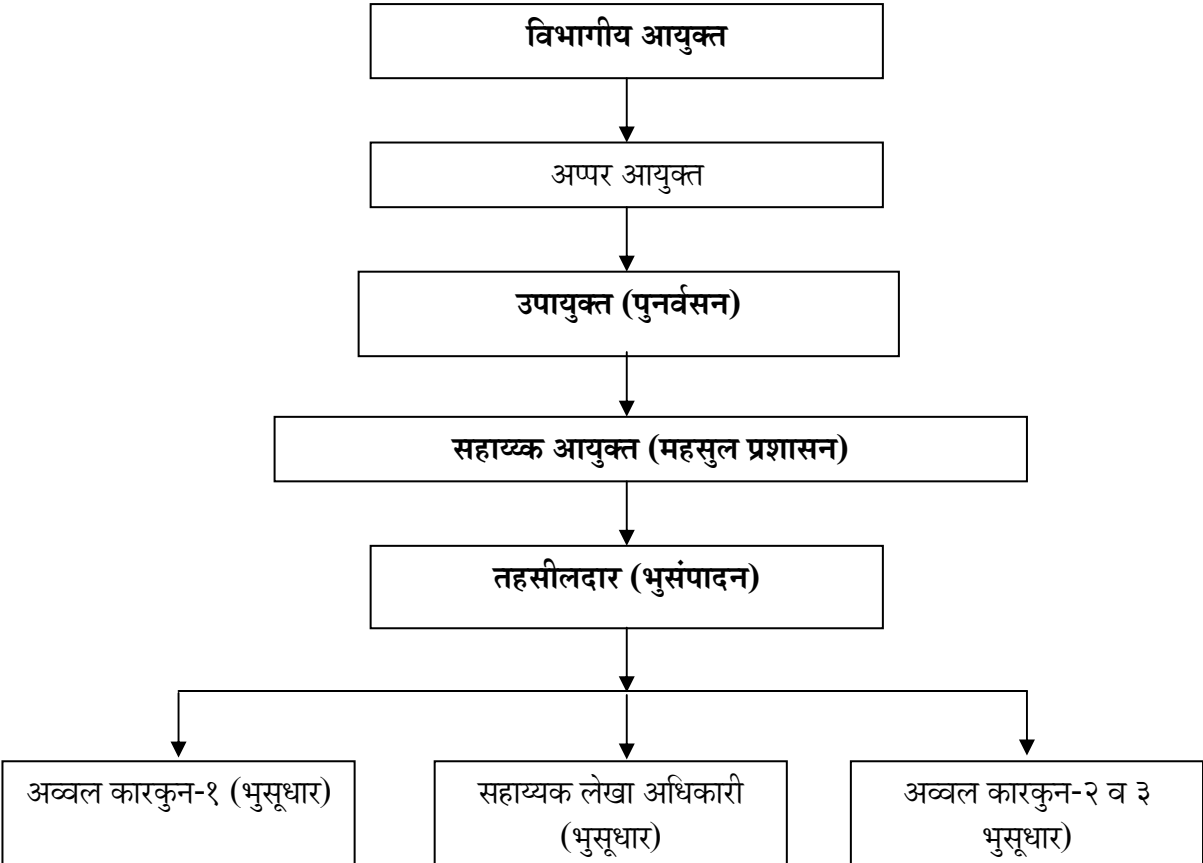 विभागीय आयुक्त
अप्पर आयुक्त
उपायुक्त (पुनर्वसन)
सहाय्य्क आयुक्त (महसुल प्रशासन)
तहसीलदार (भुसंपादन)
अव्वल कारकुन-१ (भुसूधार)
सहाय्यक लेखा अधिकारी
(भुसूधार)
अव्वल कारकुन-२ व ३
भुसूधार)